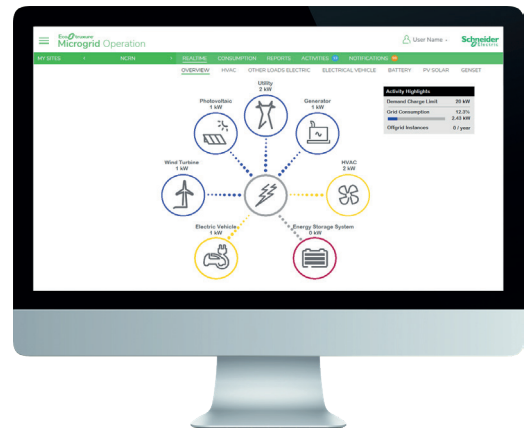 EcoStruxure
Microgrid Operation
User Name
Schneider
Electric
MY SITES
NCRN
REALTIME CONSUMPTION REPORTS ACTIVITIES NOTIFICATIONS
OVERVIEW HVAC OTHER LOADS ELECTRIC ELECTRICAL VEHICLE BATTERY PV SOLAR GENSET
Utility
2 kW
Photovoltaic
1 kW
Generator
1 kW
Wind Turbine
1 kW
HVAC
2 kW
Electric Vehicle
1 kW
Energy Storage System
0 kW
Activity Highlights
Demand Charge Limit 20 kW
Grid Consumption 12.3%
2.43 kW
Offgrid Instances 0 / year